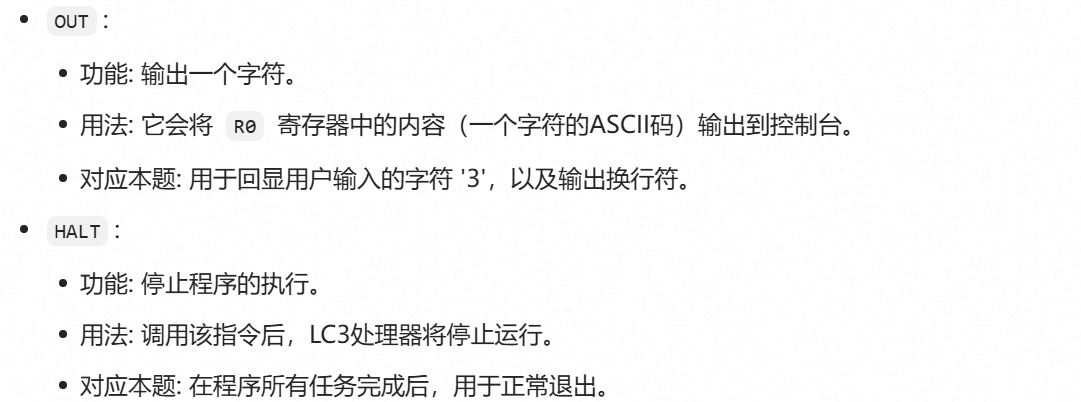 OUT：
功能: 输出一个字符。
用法: 它会将 R0 寄存器中的内容（一个字符的ASCII码）输出到控制台。
对应本题: 用于回显用户输入的字符 '3'，以及输出换行符。
HALT：
功能: 停止程序的执行。
用法: 调用该指令后，LC3处理器将停止运行。
对应本题: 在程序所有任务完成后，用于正常退出。